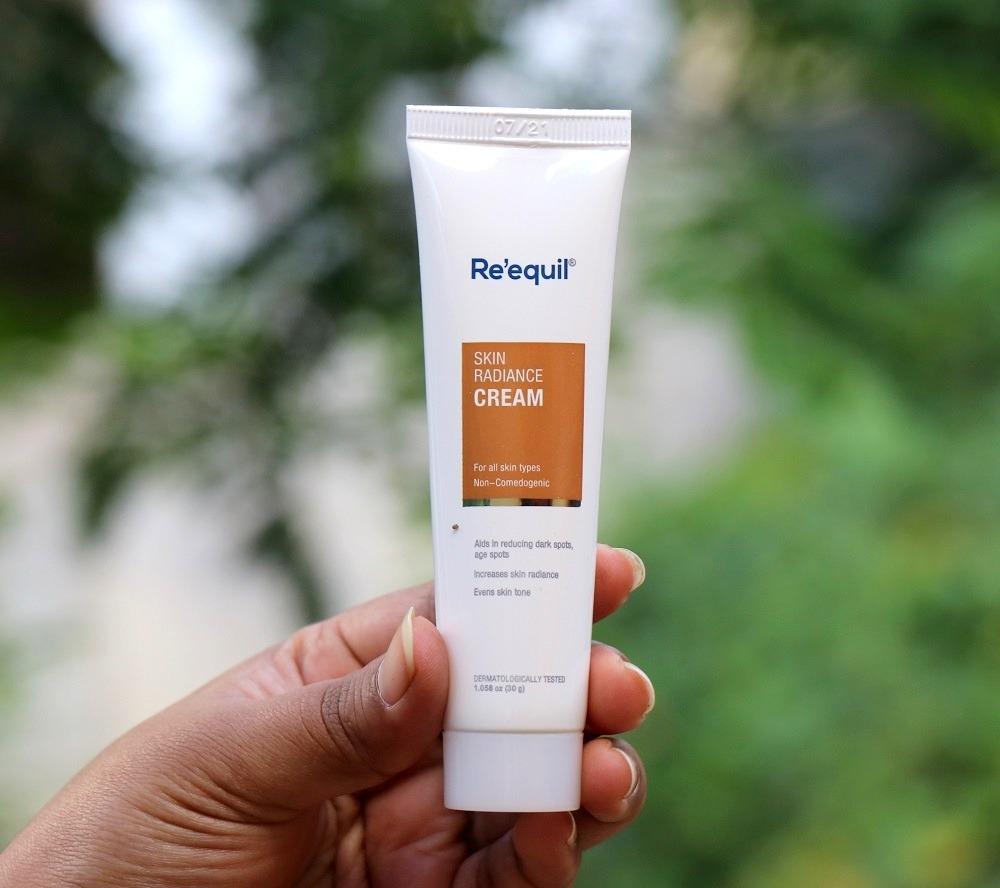 07/21
Re'equil®
SKIN
RADIANCE
CREAM
For all skin types
Non-Comedogenic
Aids in reducing dark spots,
age spots
Increases skin radiance
Evens skin tone
DERMATOLOGICALLY TESTED
1.058 oz (30 g)